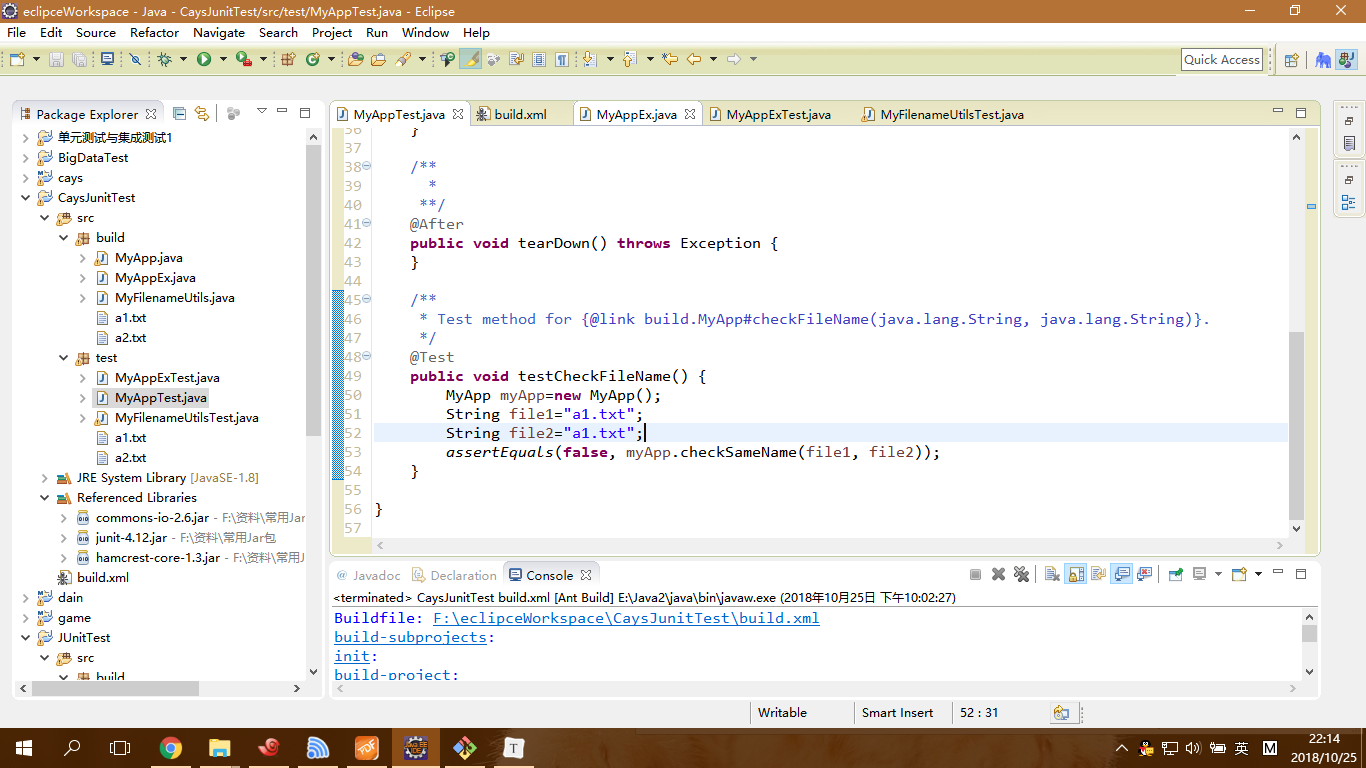 eclipceWorkspace - Java - CaysJunitTest/src/test/MyAppTest.java - Eclipse
File Edit Source Refactor Navigate Search Project Run Window Help
Quick Access
Package Explorer
MyAppTest.java build.xml MyAppEx.java MyAppExTest.java MyFilenameUtilsTest.java
单元测试与集成测试1
BigDataTest
cays
CaysJunitTest
src
build
MyApp.java
MyAppEx.java
MyFilenameUtils.java
a1.txt
a2.txt
test
MyAppExTest.java
MyAppTest.java
MyFilenameUtilsTest.java
a1.txt
a2.txt
JRE System Library [JavaSE-1.8]
Referenced Libraries
commons-io-2.6.jar - F:\资料\常用Jar
junit-4.12.jar - F:\资料\常用Jar包
hamcrest-core-1.3.jar - F:\资料\常用J
build.xml
dain
game
JUnitTest
src
build
36 }
37
38 /**
39 *
40 **/
41 @After
42 public void tearDown() throws Exception {
43 }
44
45 /**
46 * Test method for {@link build.MyApp#checkFileName(java.lang.String, java.lang.String)}.
47 */
48 @Test
49 public void testCheckFileName() {
50 MyApp myApp=new MyApp();
51 String file1="a1.txt";
52 String file2="a1.txt";
53 assertEquals(false, myApp.checkSameName(file1, file2));
54 }
55
56 }
57
@ Javadoc Declaration Console
<terminated> CaysJunitTest build.xml [Ant Build] E:\Java2\java\bin\javaw.exe (2018年10月25日 下午10:02:27)
Buildfile: F:\eclipceWorkspace\CaysJunitTest\build.xml
build-subprojects:
init:
build-project:
Writable Smart Insert 52 : 31
英 M
22:14
2018/10/25